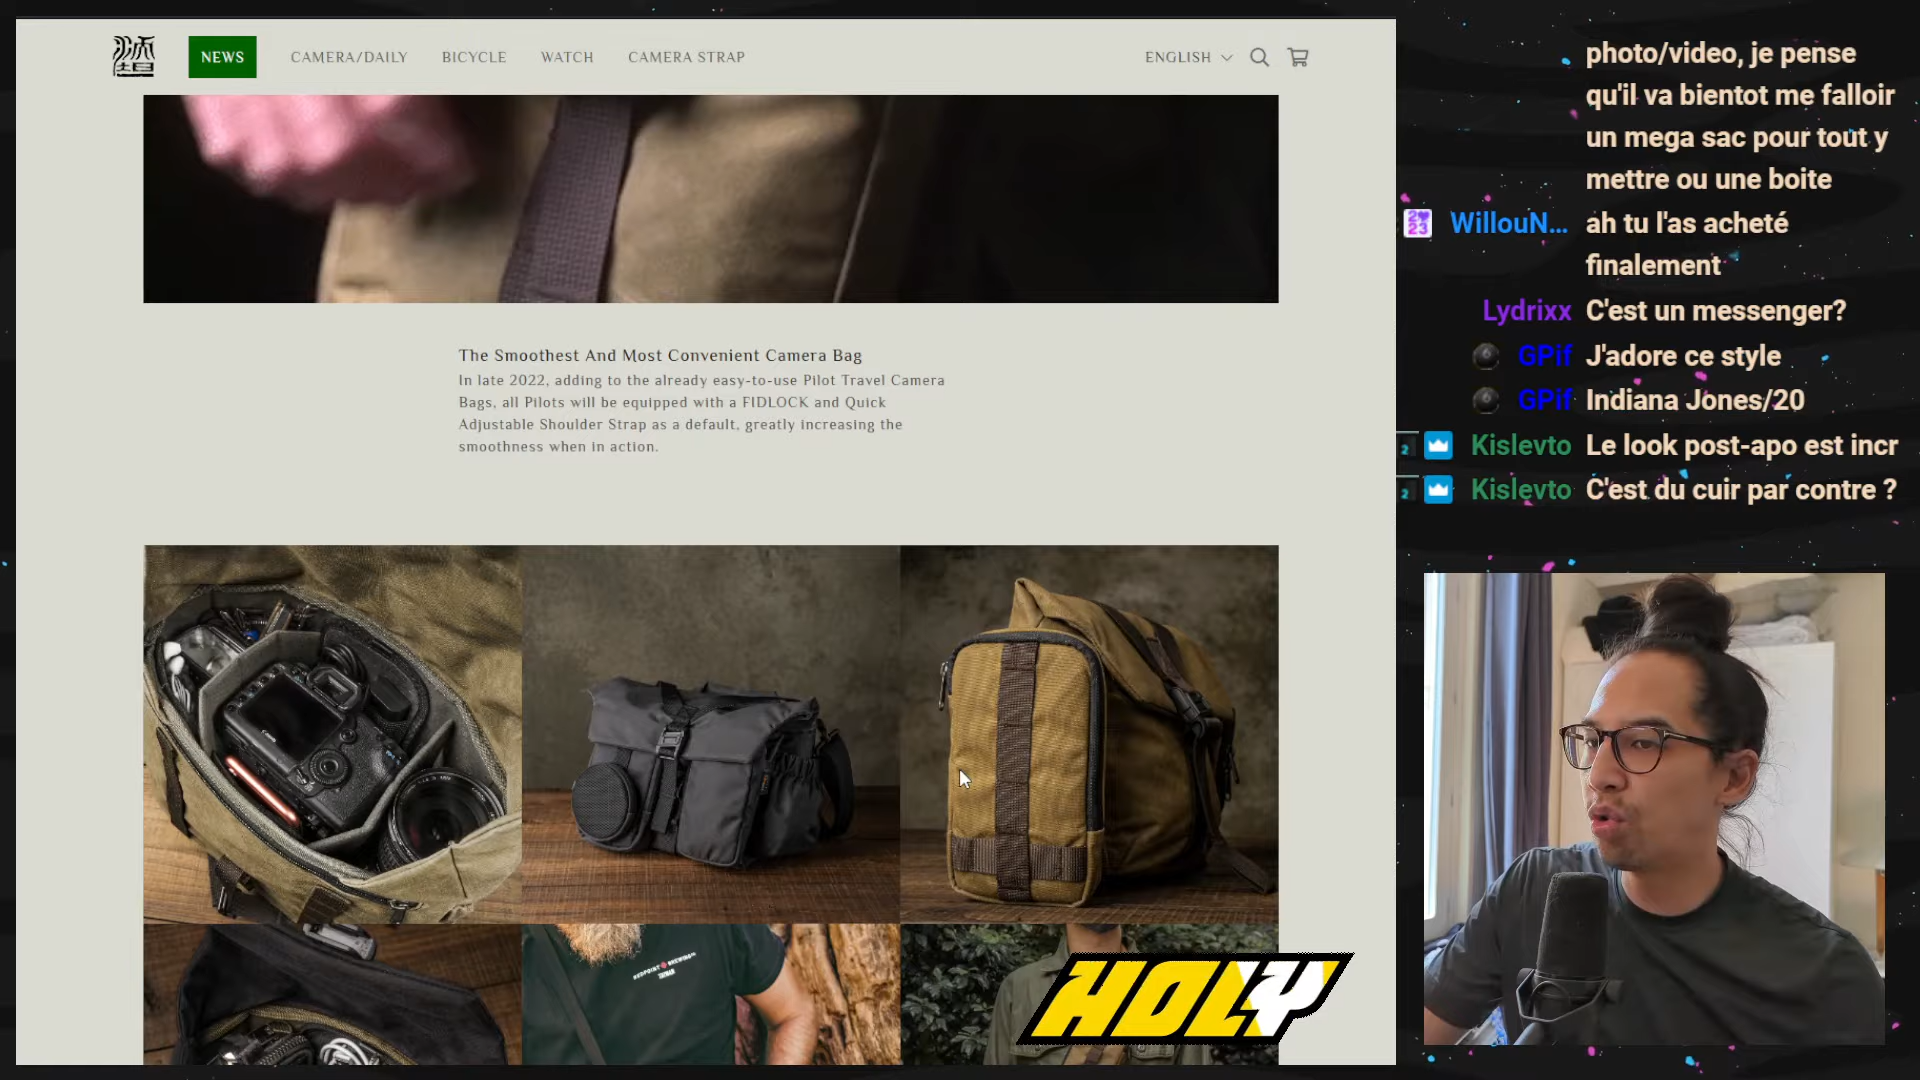 NEWS
CAMERA/DAILY
BICYCLE
WATCH
CAMERA STRAP
ENGLISH
The Smoothest And Most Convenient Camera Bag
In late 2022, adding to the already easy-to-use Pilot Travel Camera
Bags, all Pilots will be equipped with a FIDLOCK and Quick
Adjustable Shoulder Strap as a default, greatly increasing the
smoothness when in action.
HOLY
photo/video, je pense
qu'il va bientot me falloir
un mega sac pour tout y
mettre ou une boite
WillouN... ah tu l'as acheté
finalement
Lydrixx C'est un messenger?
GPif J'adore ce style
GPif Indiana Jones/20
2 Kislevto Le look post-apo est incr
2 Kislevto C'est du cuir par contre ?